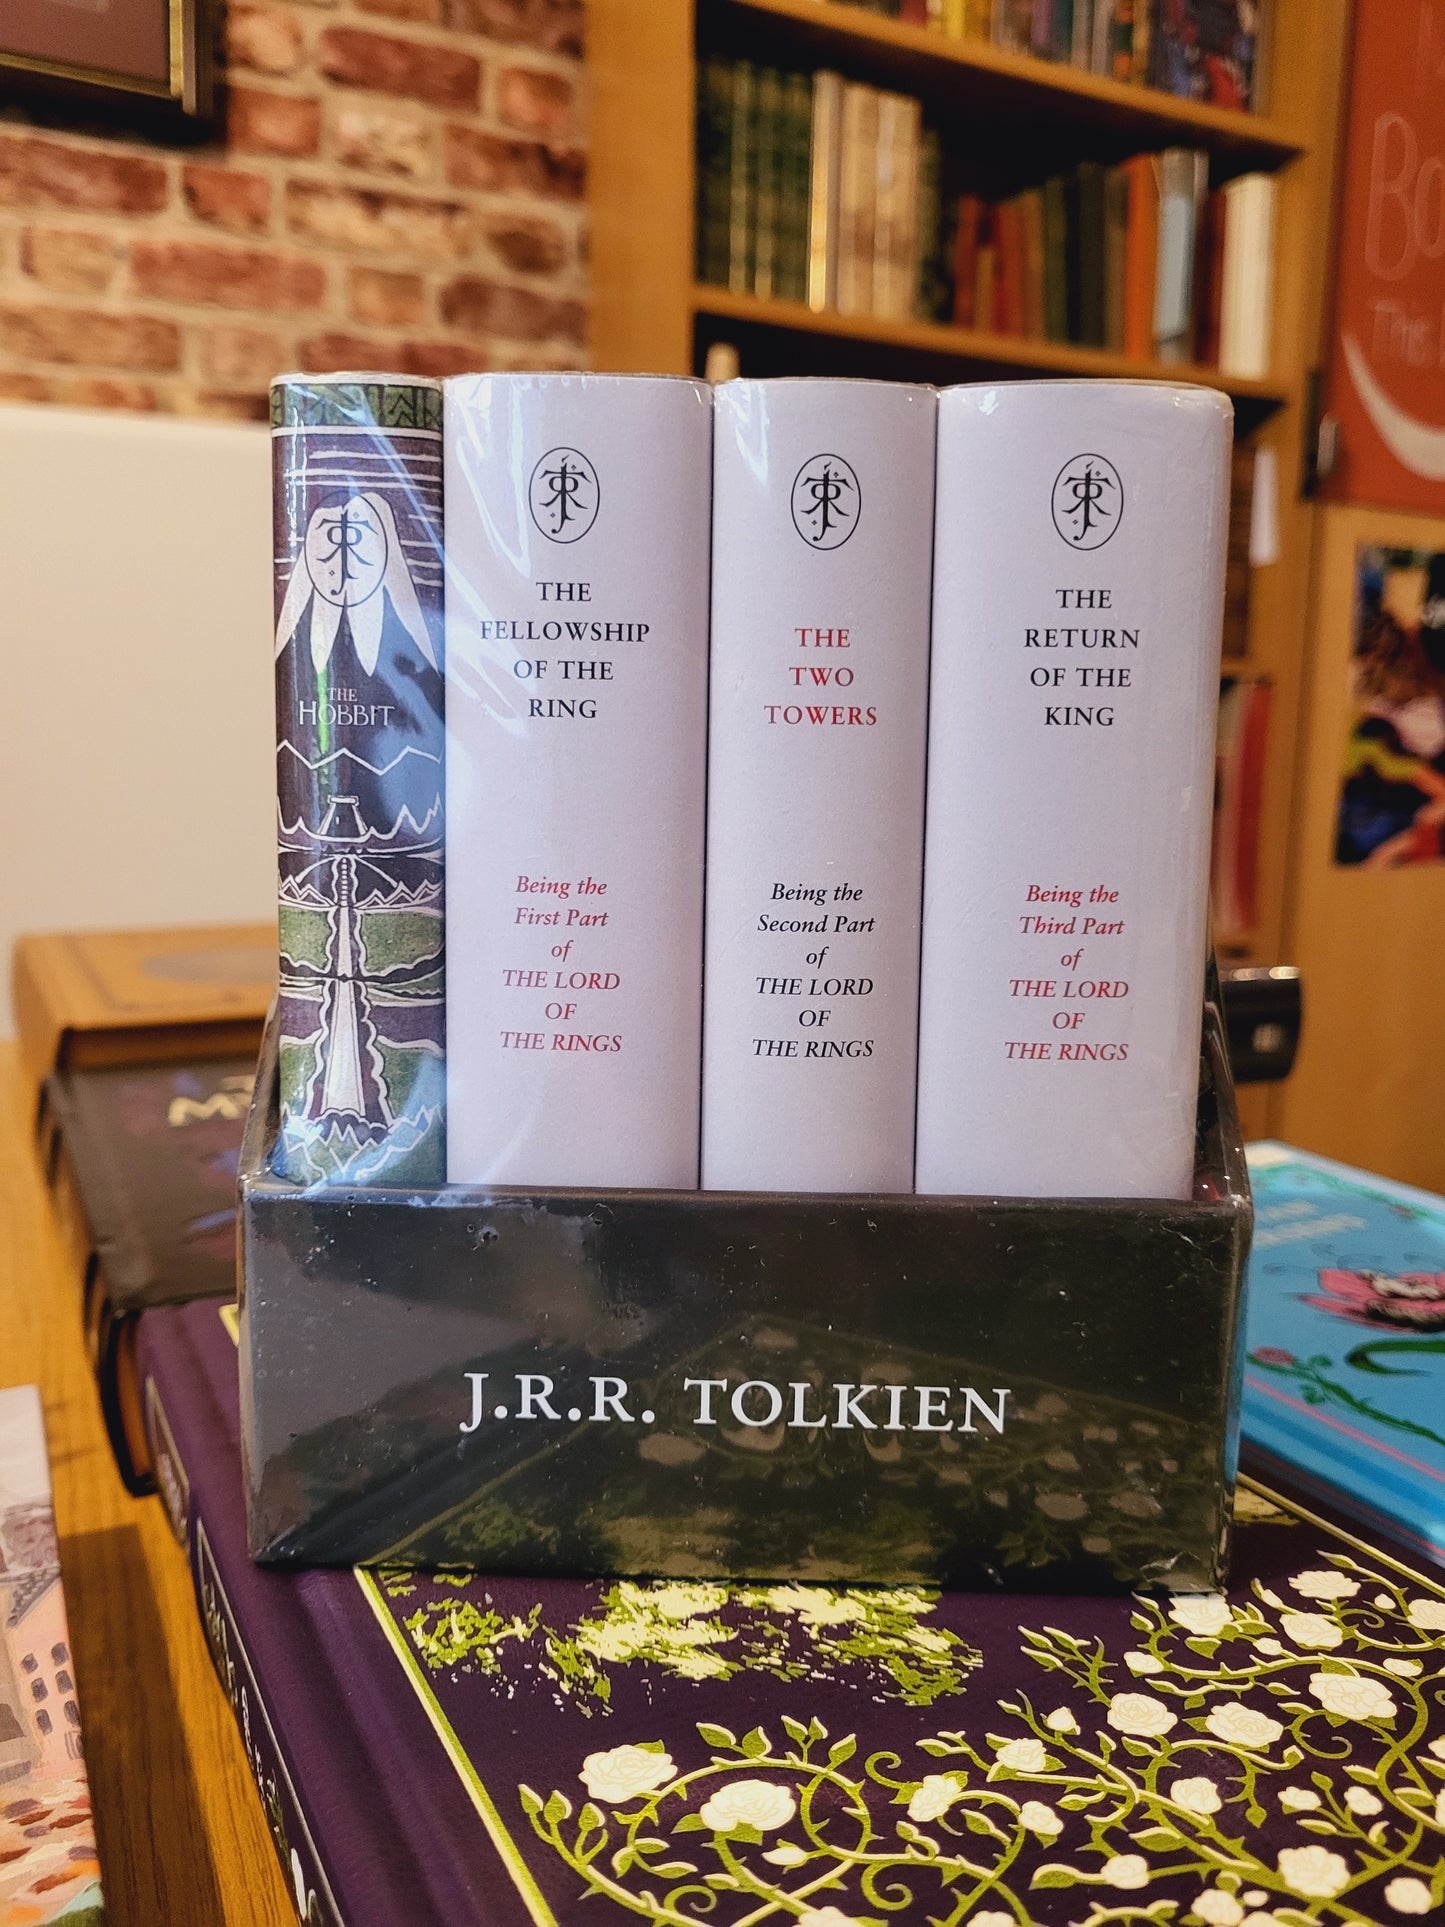 THE
HOBBIT
THE
FELLOWSHIP
OF THE
RING
Being the
First Part
of
THE LORD
OF
THE RINGS
THE
TWO
TOWERS
Being the
Second Part
of
THE LORD
OF
THE RINGS
THE
RETURN
OF THE
KING
Being the
Third Part
of
THE LORD
OF
THE RINGS
J.R.R. TOLKIEN